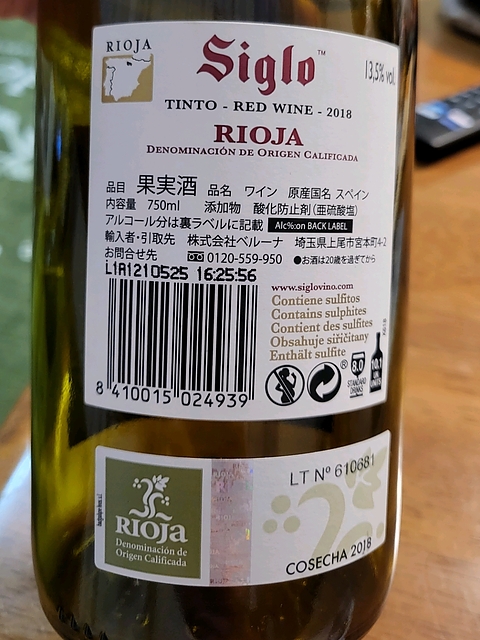 RIOJA
Siglo™
13,5% vol.
TINTO - RED WINE - 2018
RIOJA
DENOMINACIÓN DE ORIGEN CALIFICADA
品目 果実酒 品名 ワイン 原産国名 スペイン
内容量 750ml 添加物 酸化防止剤(亜硫酸塩)
アルコール分は裏ラベルに記載 Alc%:on BACK LABEL
輸入者・引取先 株式会社ベルーナ 埼玉県上尾市宮本町4-2
お問合せ先 0120-559-950 ●お酒は20歳を過ぎてから
L1A1210525 16:25:56
www.siglovino.com
Contiene sulfitos
Contains sulphites
Contient des sulfites
Obsahuje siřičitany
Enthält sulfite
8.0
STANDARD
DRINKS
10.1
UK
UNITS
8 410015 024939
RIOJA
Denominación de
Origen Calificada
LT Nº 610681
COSECHA 2018